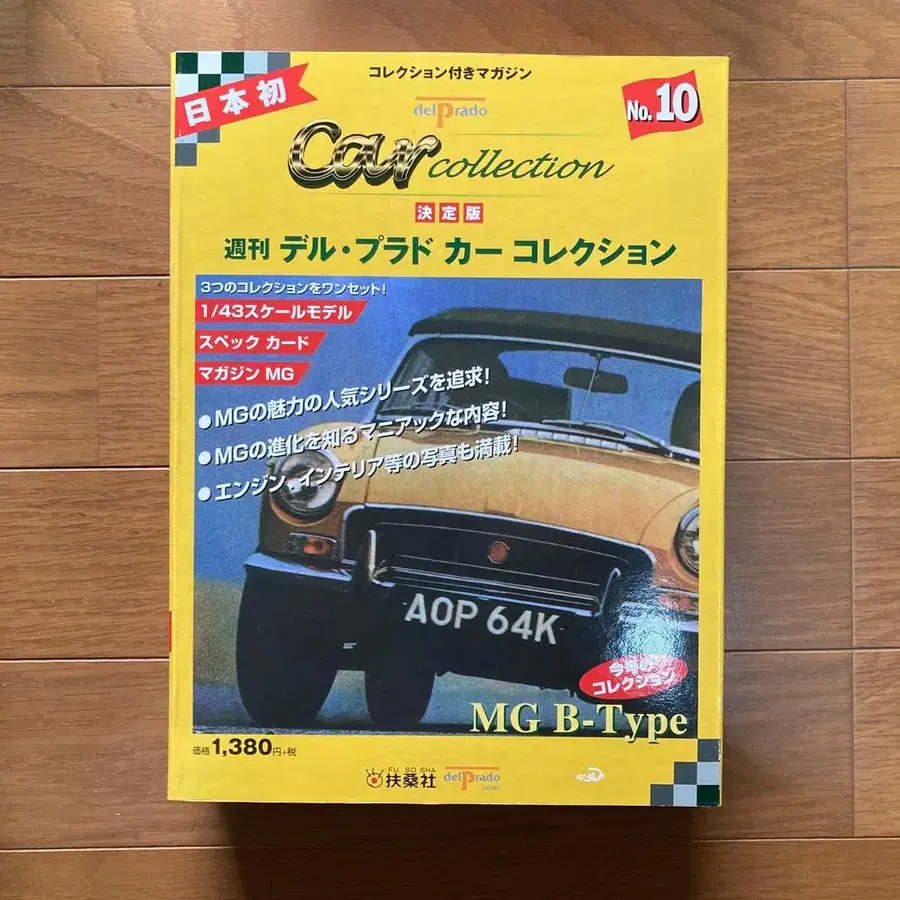 コレクション付きマガジン
日本初
No.10
delPrado
Car collection
決定版
週刊 デル・プラド カー コレクション
3つのコレクションをワンセット!
1/43スケールモデル
スペック カード
マガジン MG
●MGの魅力の人気シリーズを追求!
●MGの進化を知るマニアックな内容!
●エンジン、インテリア等の写真も満載!
AOP 64K
今号の
コレクション
MG B-Type
価格1,380円+税
FU SO SHA
扶桑社
delPrado
Japan